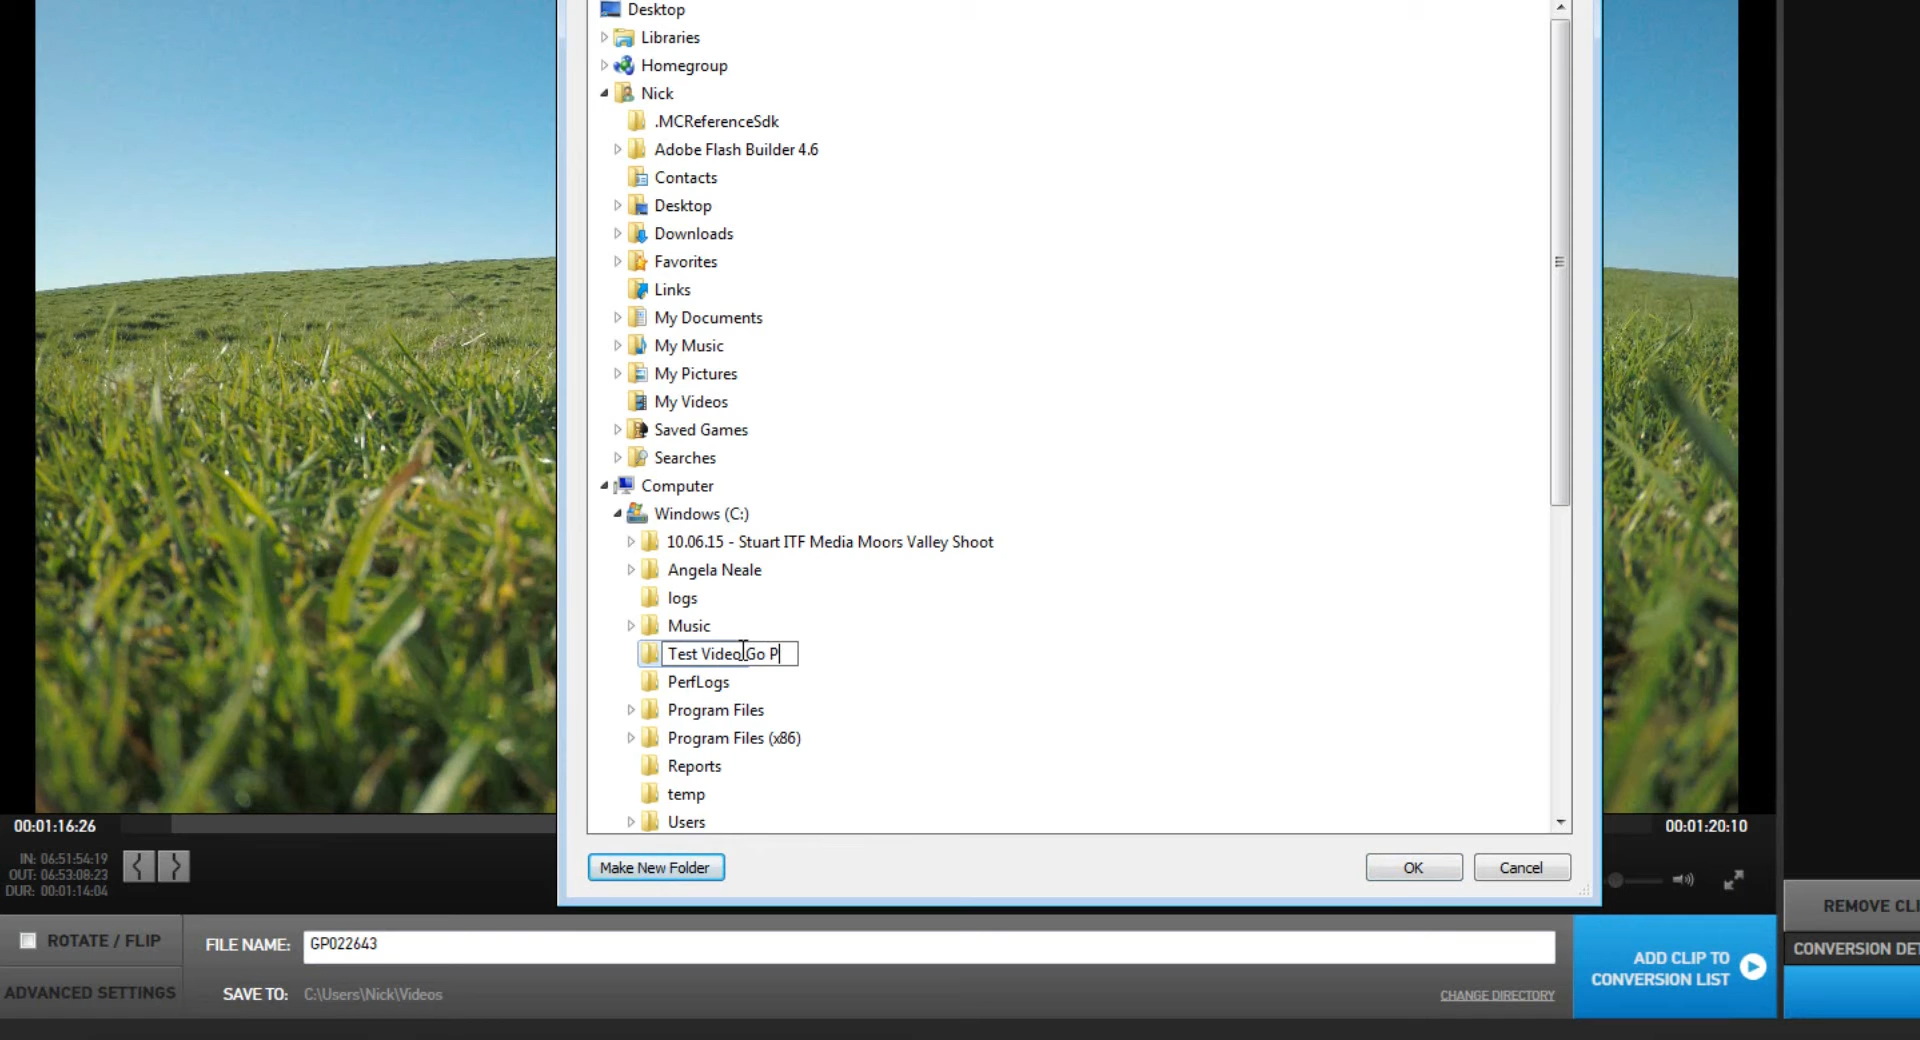 Desktop
Libraries
Homegroup
Nick
.MCReferenceSdk
Adobe Flash Builder 4.6
Contacts
Desktop
Downloads
Favorites
Links
My Documents
My Music
My Pictures
My Videos
Saved Games
Searches
Computer
Windows (C:)
10.06.15 - Stuart ITF Media Moors Valley Shoot
Angela Neale
logs
Music
Test Video Go P
PerfLogs
Program Files
Program Files (x86)
Reports
temp
Users
Make New Folder
OK
Cancel
00:01:16:26
00:01:20:10
IN: 06:51:54:19
OUT: 06:53:08:23
DUR: 00:01:14:04
REMOVE CLI
ROTATE / FLIP
FILE NAME: GP022643
ADD CLIP TO
CONVERSION LIST
CONVERSION DET
ADVANCED SETTINGS
SAVE TO: C:\Users\Nick\Videos
CHANGE DIRECTORY